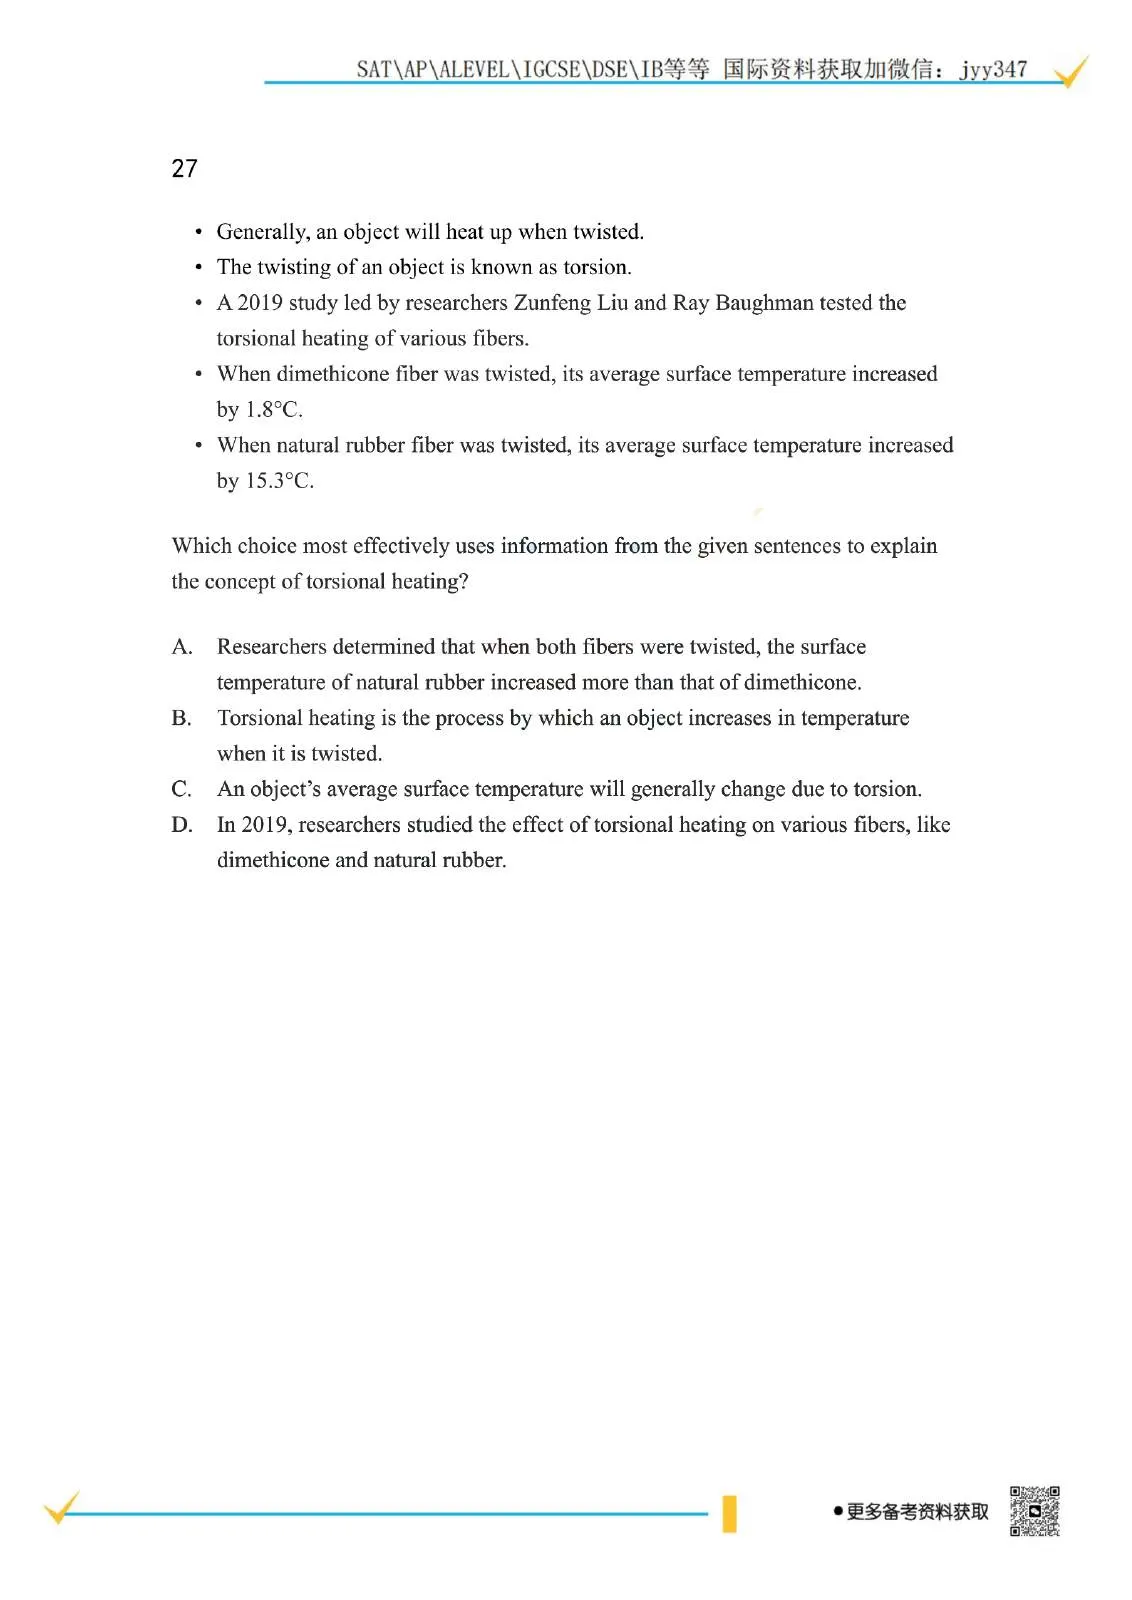 SAT\AP\ALEVEL\IGCSE\DSE\IB等等 国际资料获取加微信：jyy347
27
• Generally, an object will heat up when twisted.
• The twisting of an object is known as torsion.
• A 2019 study led by researchers Zunfeng Liu and Ray Baughman tested the
torsional heating of various fibers.
• When dimethicone fiber was twisted, its average surface temperature increased
by 1.8°C.
• When natural rubber fiber was twisted, its average surface temperature increased
by 15.3°C.
Which choice most effectively uses information from the given sentences to explain
the concept of torsional heating?
A. Researchers determined that when both fibers were twisted, the surface
temperature of natural rubber increased more than that of dimethicone.
B. Torsional heating is the process by which an object increases in temperature
when it is twisted.
C. An object’s average surface temperature will generally change due to torsion.
D. In 2019, researchers studied the effect of torsional heating on various fibers, like
dimethicone and natural rubber.
●更多备考资料获取